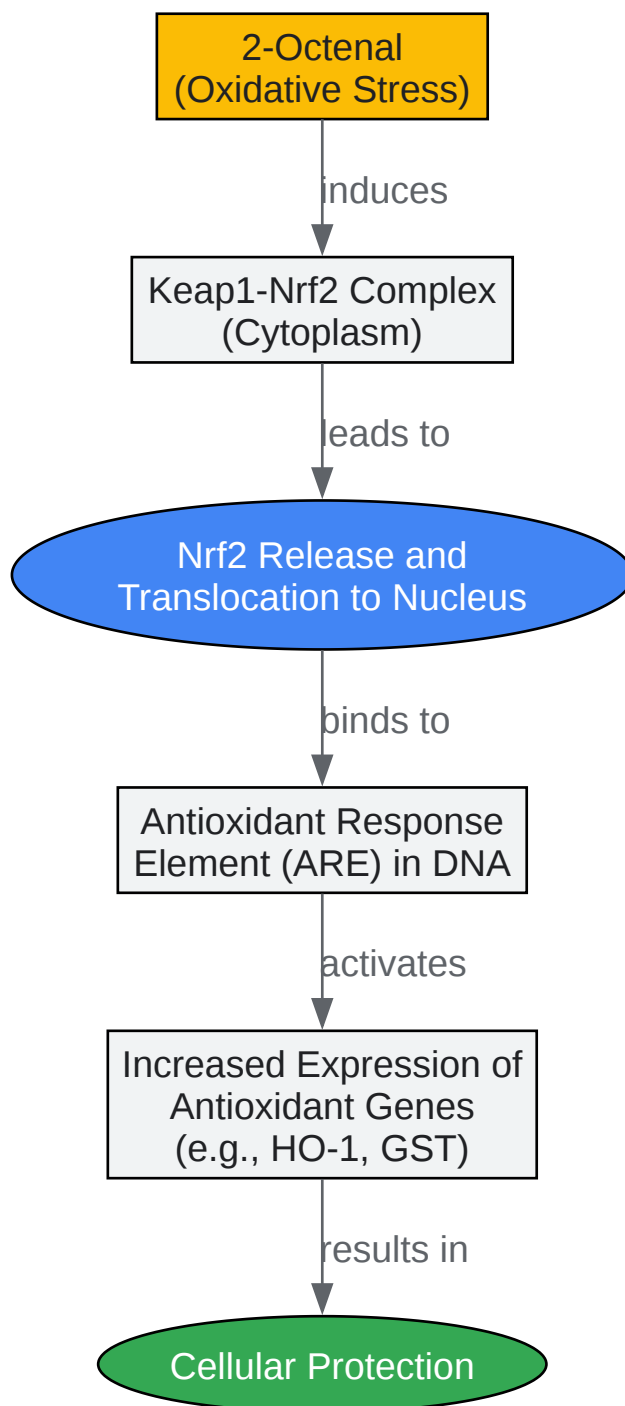 2-Octenal
(Oxidative Stress)
induces
Keap1-Nrf2 Complex
(Cytoplasm)
leads to
Nrf2 Release and
Translocation to Nucleus
binds to
Antioxidant Response
Element (ARE) in DNA
activates
Increased Expression of
Antioxidant Genes
(e.g., HO-1, GST)
results in
Cellular Protection